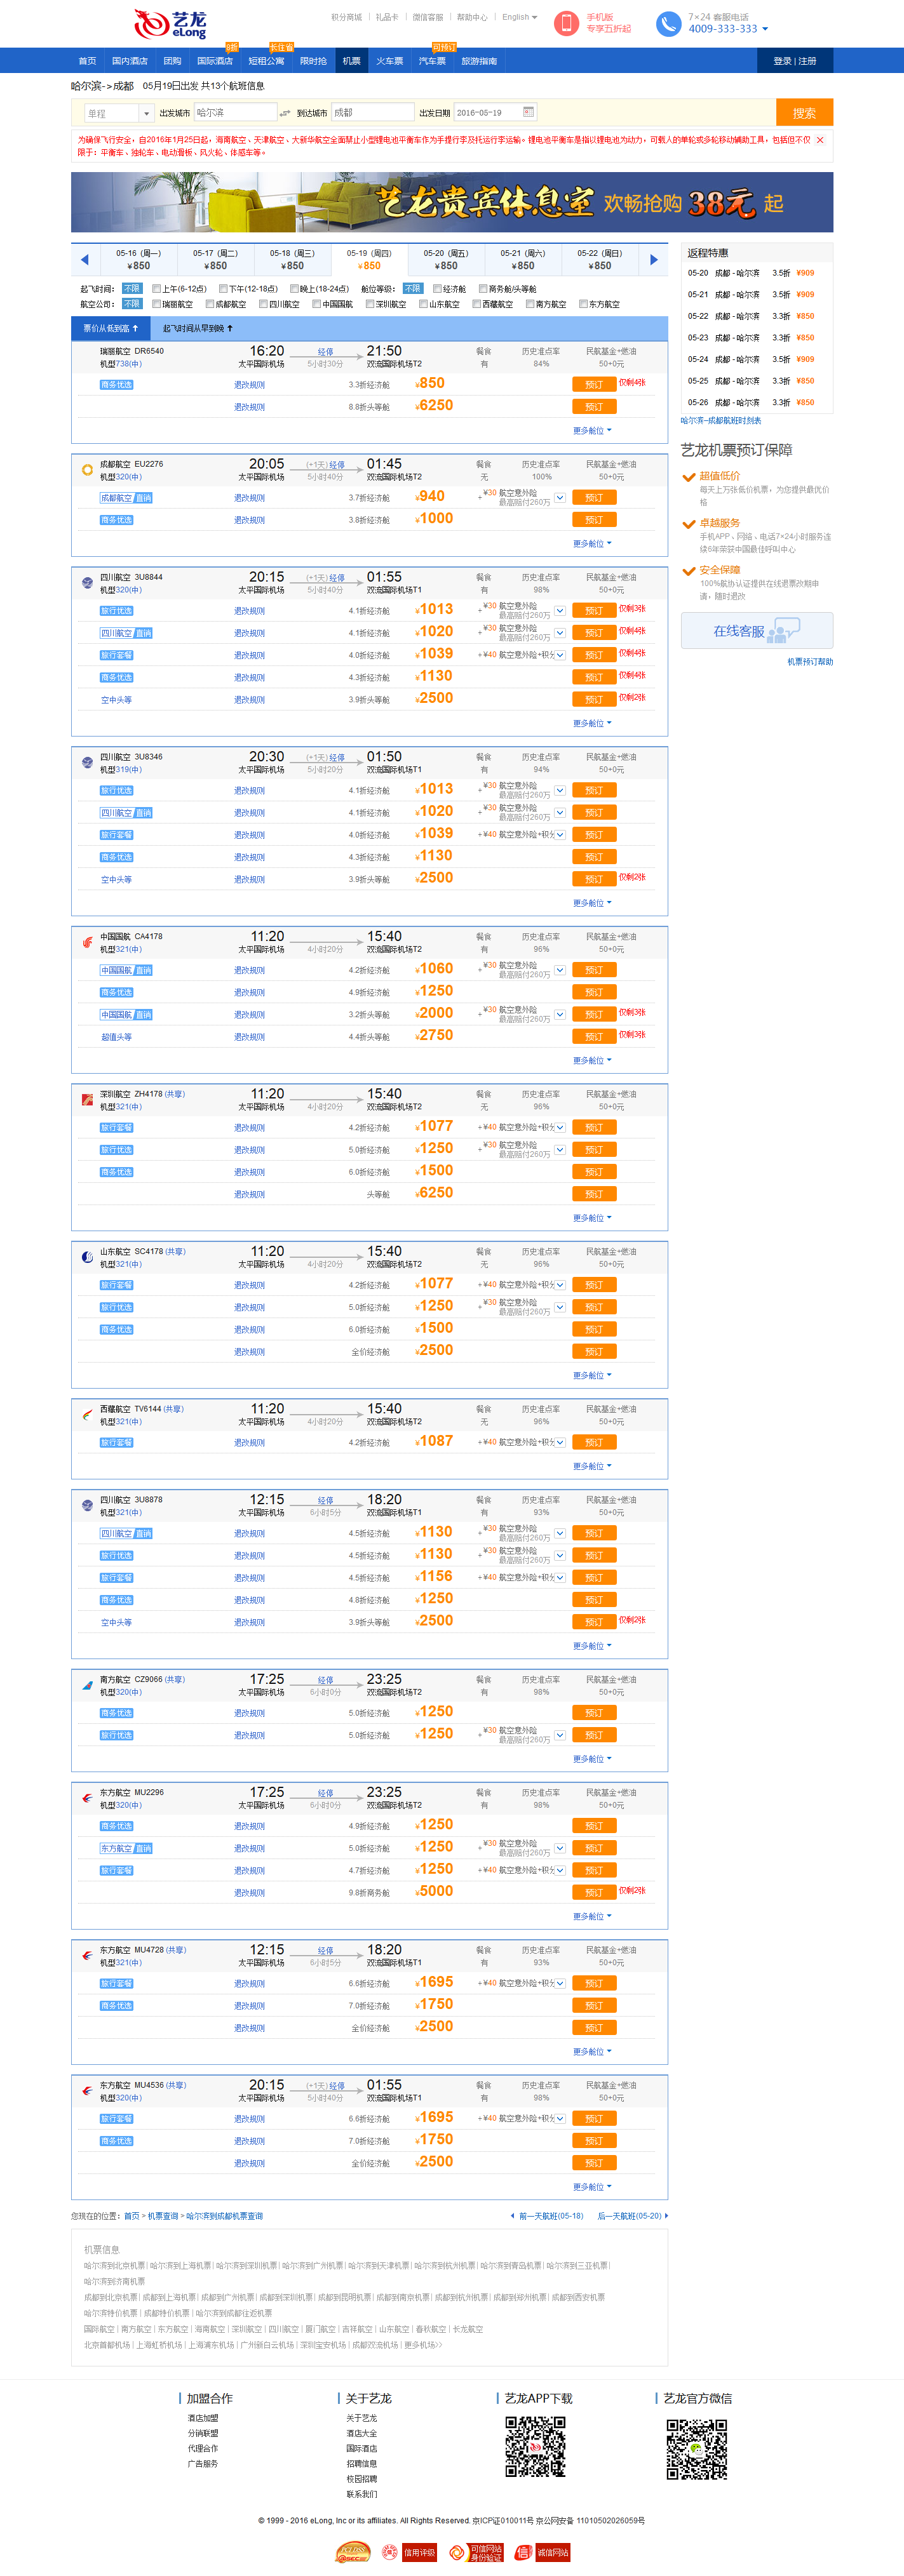 艺龙 eLong
积分商城 | 礼品卡 | 微信客服 | 帮助中心 | English
手机版
专享五折起
7×24 客服电话
4009-333-333
8折 长住省 可预订
首页 国内酒店 团购 国际酒店 短租公寓 限时抢 机票 火车票 汽车票 旅游指南 登录 | 注册
哈尔滨->成都 05月19日出发 共13个航班信息
单程 出发城市 哈尔滨 到达城市 成都 出发日期 2016-05-19 搜索
为确保飞行安全，自2016年1月25日起，海南航空、天津航空、大新华航空全面禁止小型锂电池平衡车作为手提行李及托运行李运输。锂电池平衡车是指以锂电池为动力，可载人的单轮或多轮移动辅助工具，包括但不仅
限于：平衡车、独轮车、电动滑板、风火轮、体感车等。
艺龙贵宾休息室 欢畅抢购 38元 起
05-16 (周一) 05-17 (周二) 05-18 (周三) 05-19 (周四) 05-20 (周五) 05-21 (周六) 05-22 (周日)
¥850 ¥850 ¥850 ¥850 ¥850 ¥850 ¥850
起飞时间： 不限 上午(6-12点) 下午(12-18点) 晚上(18-24点) 舱位等级： 不限 经济舱 商务舱/头等舱
航空公司： 不限 瑞丽航空 成都航空 四川航空 中国国航 深圳航空 山东航空 西藏航空 南方航空 东方航空
票价从低到高 起飞时间从早到晚
瑞丽航空 DR6540 16:20 经停 21:50 餐食 历史准点率 民航基金+燃油
机型738(中) 太平国际机场 5小时30分 双流国际机场T2 有 84% 50+0元
商务优选 退改规则 3.3折经济舱 ¥850 预订 仅剩4张
退改规则 8.8折头等舱 ¥6250 预订
更多舱位
成都航空 EU2276 20:05 (+1天) 经停 01:45 餐食 历史准点率 民航基金+燃油
机型320(中) 太平国际机场 5小时40分 双流国际机场T2 无 100% 50+0元
成都航空 直销 退改规则 3.7折经济舱 ¥940 +¥30 航空意外险 最高赔付260万 预订
商务优选 退改规则 3.8折经济舱 ¥1000 预订
更多舱位
四川航空 3U8844 20:15 (+1天) 经停 01:55 餐食 历史准点率 民航基金+燃油
机型320(中) 太平国际机场 5小时40分 双流国际机场T1 有 98% 50+0元
旅行优选 退改规则 4.1折经济舱 ¥1013 +¥30 航空意外险 最高赔付260万 预订 仅剩3张
四川航空 直销 退改规则 4.1折经济舱 ¥1020 +¥30 航空意外险 最高赔付260万 预订 仅剩4张
旅行套餐 退改规则 4.0折经济舱 ¥1039 +¥40 航空意外险+积分 预订 仅剩4张
商务优选 退改规则 4.3折经济舱 ¥1130 预订 仅剩4张
空中头等 退改规则 3.9折头等舱 ¥2500 预订 仅剩2张
更多舱位
四川航空 3U8346 20:30 (+1天) 经停 01:50 餐食 历史准点率 民航基金+燃油
机型319(中) 太平国际机场 5小时20分 双流国际机场T1 有 94% 50+0元
旅行优选 退改规则 4.1折经济舱 ¥1013 +¥30 航空意外险 最高赔付260万 预订
四川航空 直销 退改规则 4.1折经济舱 ¥1020 +¥30 航空意外险 最高赔付260万 预订
旅行套餐 退改规则 4.0折经济舱 ¥1039 +¥40 航空意外险+积分 预订
商务优选 退改规则 4.3折经济舱 ¥1130 预订
空中头等 退改规则 3.9折头等舱 ¥2500 预订 仅剩2张
更多舱位
中国国航 CA4178 11:20 15:40 餐食 历史准点率 民航基金+燃油
机型321(中) 太平国际机场 4小时20分 双流国际机场T2 有 96% 50+0元
中国国航 直销 退改规则 4.2折经济舱 ¥1060 +¥30 航空意外险 最高赔付260万 预订
商务优选 退改规则 4.9折经济舱 ¥1250 预订
中国国航 直销 退改规则 3.2折头等舱 ¥2000 +¥30 航空意外险 最高赔付260万 预订 仅剩3张
超值头等 退改规则 4.4折头等舱 ¥2750 预订 仅剩3张
更多舱位
深圳航空 ZH4178 (共享) 11:20 15:40 餐食 历史准点率 民航基金+燃油
机型321(中) 太平国际机场 4小时20分 双流国际机场T2 无 96% 50+0元
旅行套餐 退改规则 4.2折经济舱 ¥1077 +¥40 航空意外险+积分 预订
旅行优选 退改规则 5.0折经济舱 ¥1250 +¥30 航空意外险 最高赔付260万 预订
商务优选 退改规则 6.0折经济舱 ¥1500 预订
退改规则 头等舱 ¥6250 预订
更多舱位
山东航空 SC4178 (共享) 11:20 15:40 餐食 历史准点率 民航基金+燃油
机型321(中) 太平国际机场 4小时20分 双流国际机场T2 无 96% 50+0元
旅行套餐 退改规则 4.2折经济舱 ¥1077 +¥40 航空意外险+积分 预订
旅行优选 退改规则 5.0折经济舱 ¥1250 +¥30 航空意外险 最高赔付260万 预订
商务优选 退改规则 6.0折经济舱 ¥1500 预订
退改规则 全价经济舱 ¥2500 预订
更多舱位
西藏航空 TV6144 (共享) 11:20 15:40 餐食 历史准点率 民航基金+燃油
机型321(中) 太平国际机场 4小时20分 双流国际机场T2 无 96% 50+0元
旅行套餐 退改规则 4.2折经济舱 ¥1087 +¥40 航空意外险+积分 预订
更多舱位
四川航空 3U8878 12:15 经停 18:20 餐食 历史准点率 民航基金+燃油
机型321(中) 太平国际机场 6小时5分 双流国际机场T1 有 93% 50+0元
四川航空 直销 退改规则 4.5折经济舱 ¥1130 +¥30 航空意外险 最高赔付260万 预订
旅行优选 退改规则 4.5折经济舱 ¥1130 +¥30 航空意外险 最高赔付260万 预订
旅行套餐 退改规则 4.5折经济舱 ¥1156 +¥40 航空意外险+积分 预订
商务优选 退改规则 4.8折经济舱 ¥1250 预订
空中头等 退改规则 3.9折头等舱 ¥2500 预订 仅剩2张
更多舱位
南方航空 CZ9066 (共享) 17:25 经停 23:25 餐食 历史准点率 民航基金+燃油
机型320(中) 太平国际机场 6小时0分 双流国际机场T2 有 98% 50+0元
商务优选 退改规则 5.0折经济舱 ¥1250 预订
旅行优选 退改规则 5.0折经济舱 ¥1250 +¥30 航空意外险 最高赔付260万 预订
更多舱位
东方航空 MU2296 17:25 经停 23:25 餐食 历史准点率 民航基金+燃油
机型320(中) 太平国际机场 6小时0分 双流国际机场T2 有 98% 50+0元
商务优选 退改规则 4.9折经济舱 ¥1250 预订
东方航空 直销 退改规则 5.0折经济舱 ¥1250 +¥30 航空意外险 最高赔付260万 预订
旅行套餐 退改规则 4.7折经济舱 ¥1250 +¥40 航空意外险+积分 预订
退改规则 9.8折商务舱 ¥5000 预订 仅剩2张
更多舱位
东方航空 MU4728 (共享) 12:15 经停 18:20 餐食 历史准点率 民航基金+燃油
机型321(中) 太平国际机场 6小时5分 双流国际机场T1 有 93% 50+0元
旅行套餐 退改规则 6.6折经济舱 ¥1695 +¥40 航空意外险+积分 预订
商务优选 退改规则 7.0折经济舱 ¥1750 预订
退改规则 全价经济舱 ¥2500 预订
更多舱位
东方航空 MU4536 (共享) 20:15 (+1天) 经停 01:55 餐食 历史准点率 民航基金+燃油
机型320(中) 太平国际机场 5小时40分 双流国际机场T1 有 98% 50+0元
旅行套餐 退改规则 6.6折经济舱 ¥1695 +¥40 航空意外险+积分 预订
商务优选 退改规则 7.0折经济舱 ¥1750 预订
退改规则 全价经济舱 ¥2500 预订
更多舱位
返程特惠
05-20 成都 - 哈尔滨 3.5折 ¥909
05-21 成都 - 哈尔滨 3.5折 ¥909
05-22 成都 - 哈尔滨 3.3折 ¥850
05-23 成都 - 哈尔滨 3.3折 ¥850
05-24 成都 - 哈尔滨 3.5折 ¥909
05-25 成都 - 哈尔滨 3.3折 ¥850
05-26 成都 - 哈尔滨 3.3折 ¥850
哈尔滨-成都航班时刻表
艺龙机票预订保障
超值低价
每天上万张低价机票，为您提供最优价
格
卓越服务
手机APP、网络、电话7×24小时服务连
续6年荣获中国最佳呼叫中心
安全保障
100%航协认证提供在线退票改期申
请，随时退改
在线客服
机票预订帮助
您现在的位置：首页 > 机票查询 > 哈尔滨到成都机票查询 前一天航班(05-18) 后一天航班(05-20)
机票信息
哈尔滨到北京机票| 哈尔滨到上海机票| 哈尔滨到深圳机票| 哈尔滨到广州机票| 哈尔滨到天津机票| 哈尔滨到杭州机票| 哈尔滨到青岛机票| 哈尔滨到三亚机票|
哈尔滨到济南机票
成都到北京机票| 成都到上海机票| 成都到广州机票| 成都到深圳机票| 成都到昆明机票| 成都到南京机票| 成都到杭州机票| 成都到郑州机票| 成都到西安机票
哈尔滨特价机票 | 成都特价机票 | 哈尔滨到成都往返机票
国际航空 | 南方航空 | 东方航空 | 海南航空 | 深圳航空 | 四川航空 | 厦门航空 | 吉祥航空 | 山东航空 | 春秋航空 | 长龙航空
北京首都机场 | 上海虹桥机场 | 上海浦东机场 | 广州新白云机场 | 深圳宝安机场 | 成都双流机场 | 更多机场>>
加盟合作
酒店加盟
分销联盟
代理合作
广告服务
关于艺龙
关于艺龙
酒店大全
国际酒店
招聘信息
校园招聘
联系我们
艺龙APP下载
艺龙官方微信
© 1999 - 2016 eLong, Inc or its affiliates. All Rights Reserved. 京ICP证010011号 京公网安备 11010502026059号
信用评级 可信网站 身份验证 诚信网站